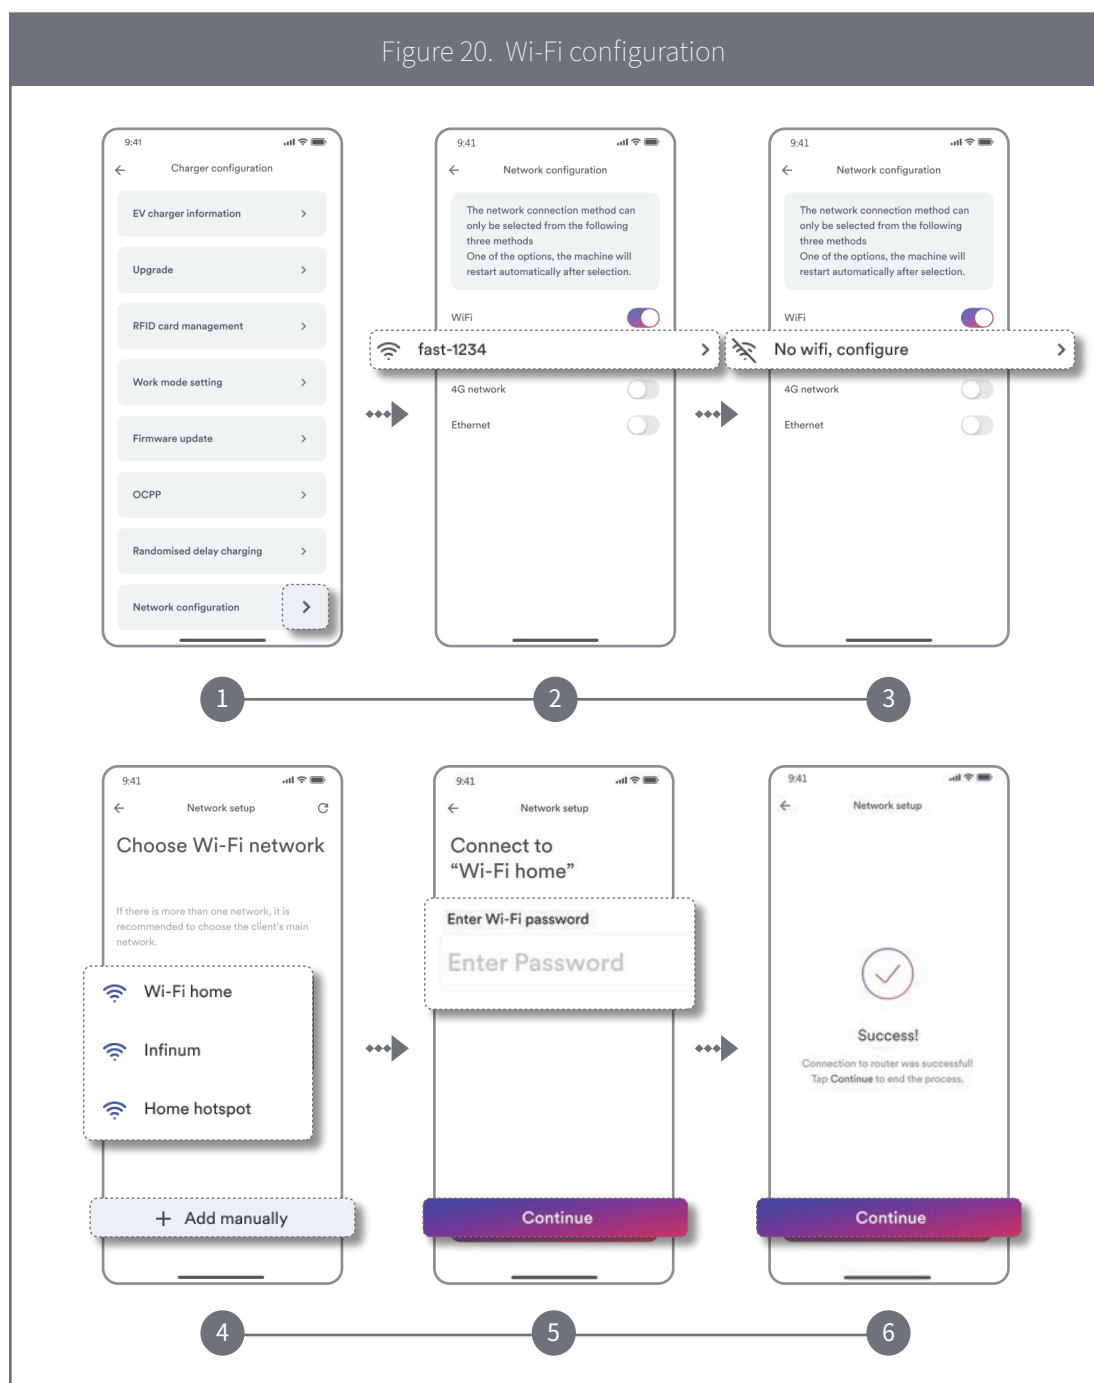 Figure 20. Wi-Fi configuration
9:41
Charger configuration
EV charger information
Upgrade
RFID card management
Work mode setting
Firmware update
OCPP
Randomised delay charging
Network configuration
9:41
Network configuration
The network connection method can
only be selected from the following
three methods
One of the options, the machine will
restart automatically after selection.
WiFi
fast-1234
4G network
Ethernet
9:41
Network configuration
The network connection method can
only be selected from the following
three methods
One of the options, the machine will
restart automatically after selection.
WiFi
No wifi, configure
4G network
Ethernet
1
2
3
9:41
Network setup
Choose Wi-Fi network
If there is more than one network, it is
recommended to choose the client's main
network.
Wi-Fi home
Infinum
Home hotspot
+ Add manually
9:41
Network setup
Connect to
“Wi-Fi home”
Enter Wi-Fi password
Enter Password
Continue
9:41
Network setup
Success!
Connection to router was successful!
Tap Continue to end the process.
Continue
4
5
6